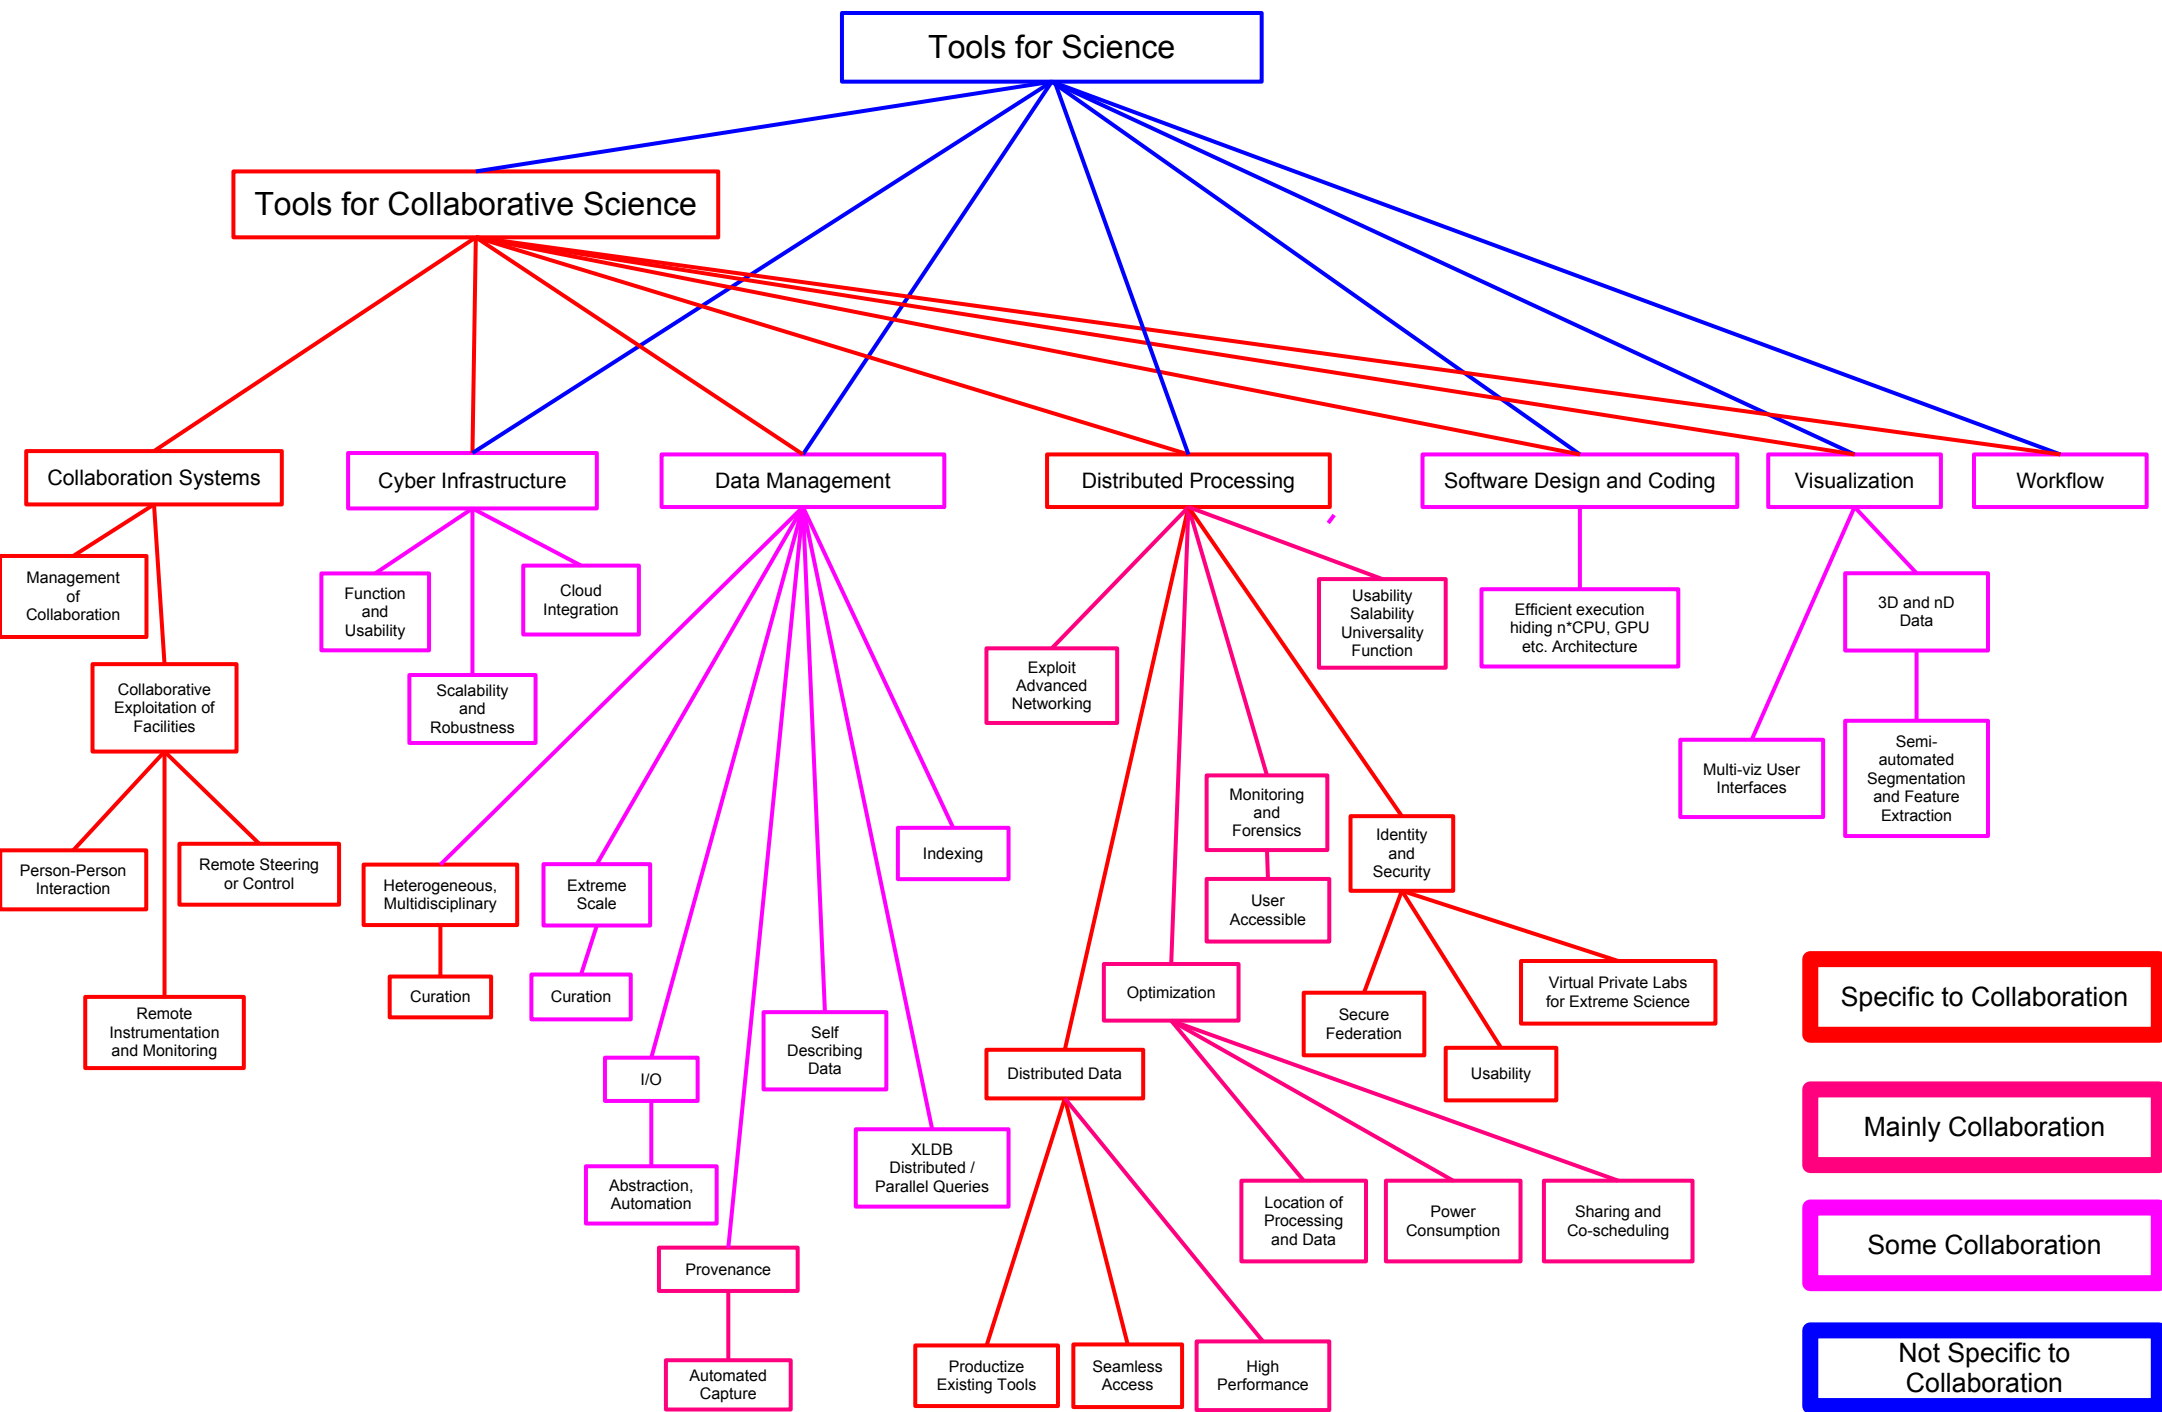 Tools for Science
Tools for Collaborative Science
Collaboration Systems
Cyber Infrastructure
Data Management
Distributed Processing
Software Design and Coding
Visualization
Workflow
Management
of
Collaboration
Function
and
Usability
Cloud
Integration
Usability
Salability
Universality
Function
Efficient execution
hiding n*CPU, GPU
etc. Architecture
3D and nD
Data
Collaborative
Exploitation of
Facilities
Scalability
and
Robustness
Exploit
Advanced
Networking
Multi-viz User
Interfaces
Semi-
automated
Segmentation
and Feature
Extraction
Monitoring
and
Forensics
Identity
and
Security
Person-Person
Interaction
Remote Steering
or Control
Heterogeneous,
Multidisciplinary
Extreme
Scale
Indexing
User
Accessible
Curation
Curation
Optimization
Virtual Private Labs
for Extreme Science
Specific to Collaboration
Remote
Instrumentation
and Monitoring
Self
Describing
Data
Secure
Federation
I/O
Distributed Data
Usability
Mainly Collaboration
XLDB
Distributed /
Parallel Queries
Abstraction,
Automation
Location of
Processing
and Data
Power
Consumption
Sharing and
Co-scheduling
Some Collaboration
Provenance
Automated
Capture
Productize
Existing Tools
Seamless
Access
High
Performance
Not Specific to
Collaboration